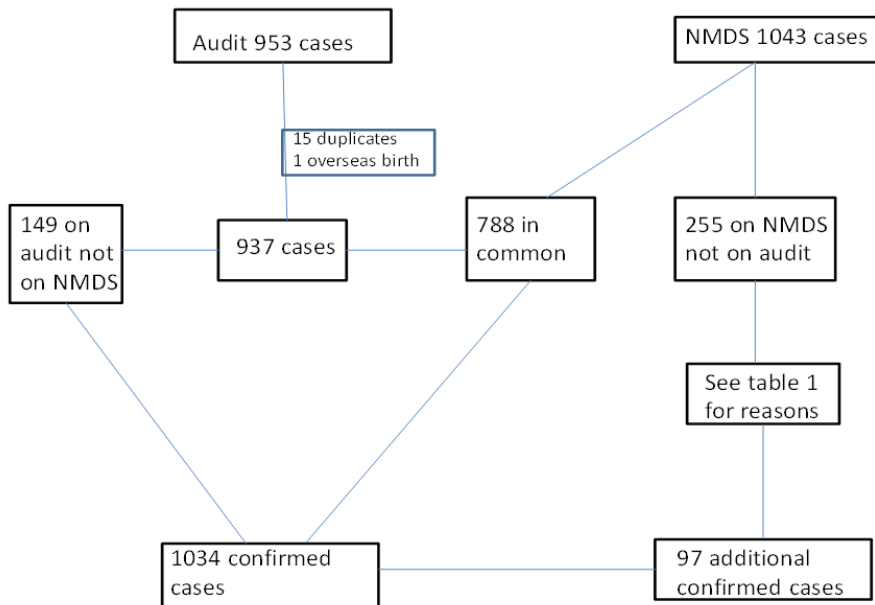 Audit 953 cases
NMDS 1043 cases
15 duplicates
1 overseas birth
149 on
audit not
on NMDS
937 cases
788 in
common
255 on NMDS
not on audit
See table 1
for reasons
1034 confirmed
cases
97 additional
confirmed cases